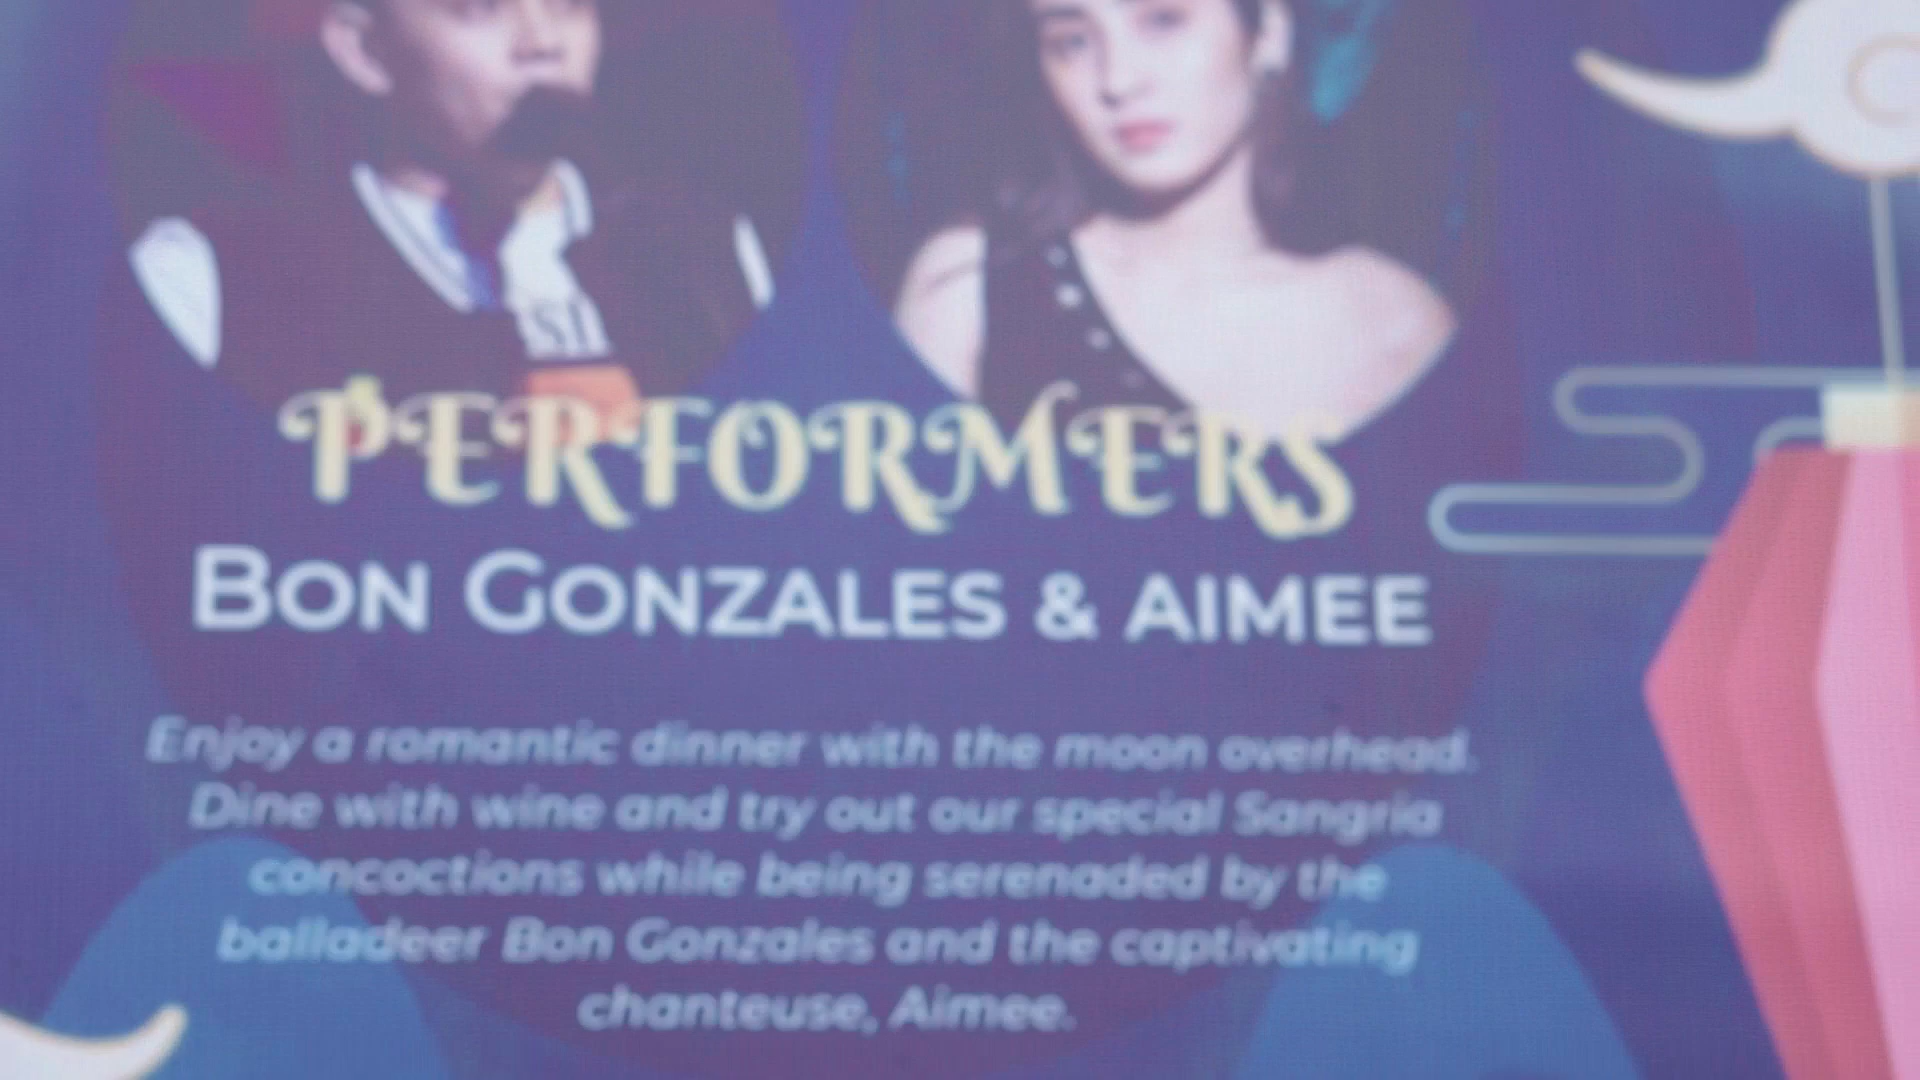 PERFORMERS
BON GONZALES & AIMEE
Enjoy a romantic dinner with the moon overhead.
Dine with wine and try out our special Sangria
concoctions while being serenaded by the
balladeer Bon Gonzales and the captivating
chanteuse, Aimee.